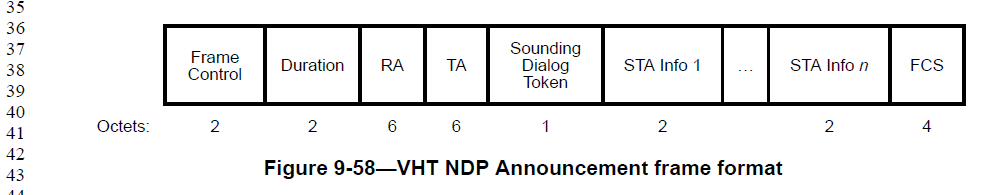 35
36
37
38
39
40
41
42
43
44
Frame Control
Duration
RA
TA
Sounding Dialog Token
STA Info 1
...
STA Info n
FCS
Octets: 2 2 6 6 1 2 2 4
Figure 9-58—VHT NDP Announcement frame format